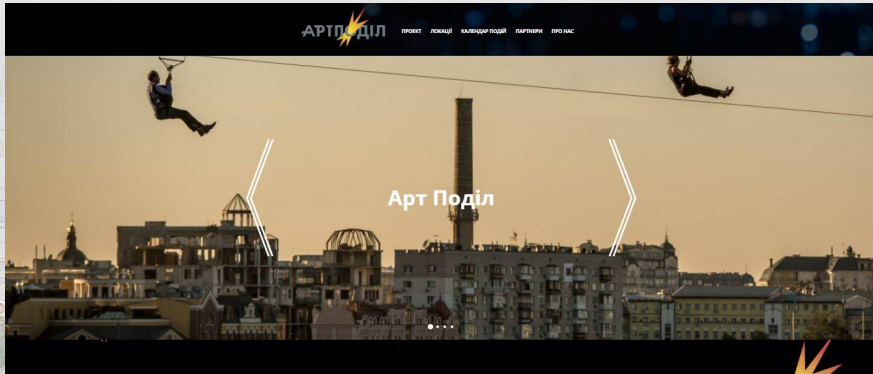 АРТПОДІЛ
ПРОЕКТ ЛОКАЦІЇ КАЛЕНДАР ПОДІЙ ПАРТНЕРИ ПРО НАС
Арт Поділ